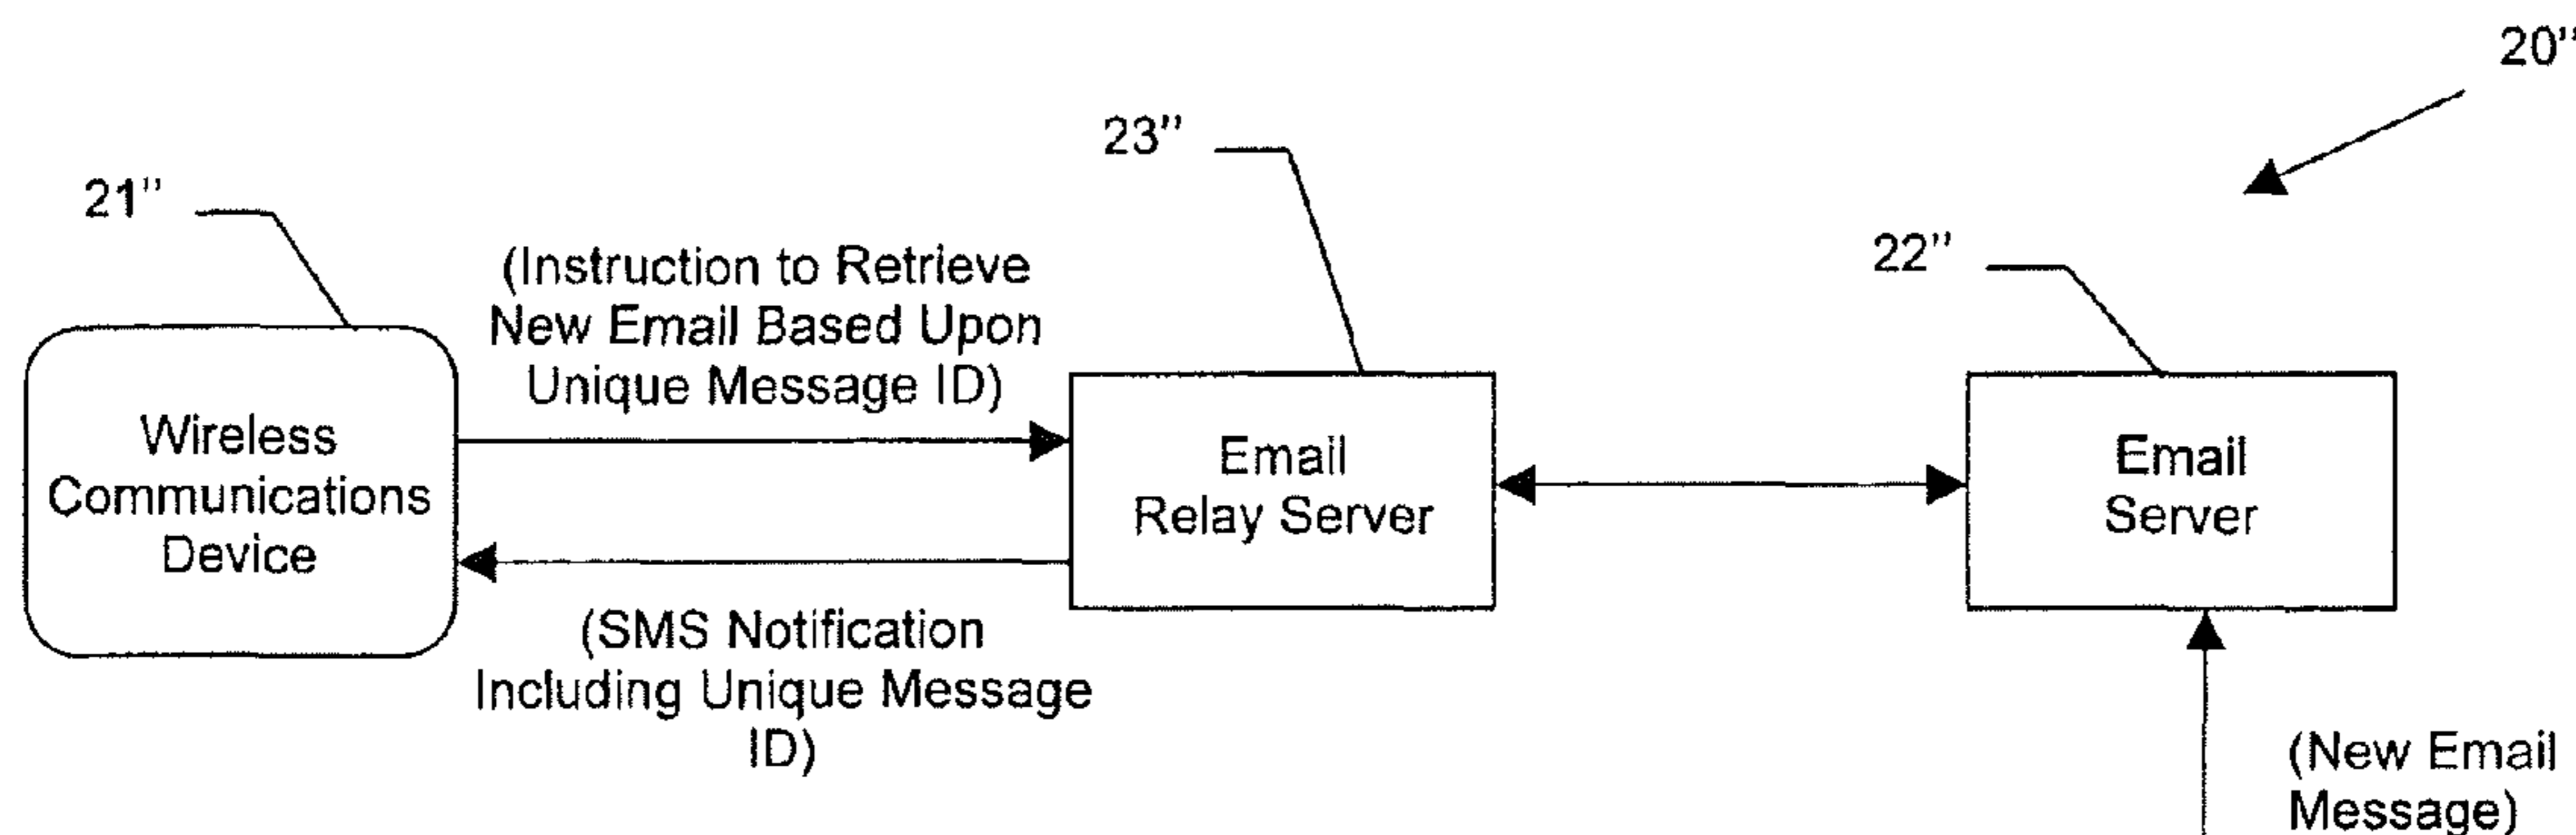 20''
23''
21''
22''
(Instruction to Retrieve
New Email Based Upon
Unique Message ID)
Wireless
Communications
Device
Email
Relay Server
Email
Server
(SMS Notification
Including Unique Message
ID)
(New Email
Message)